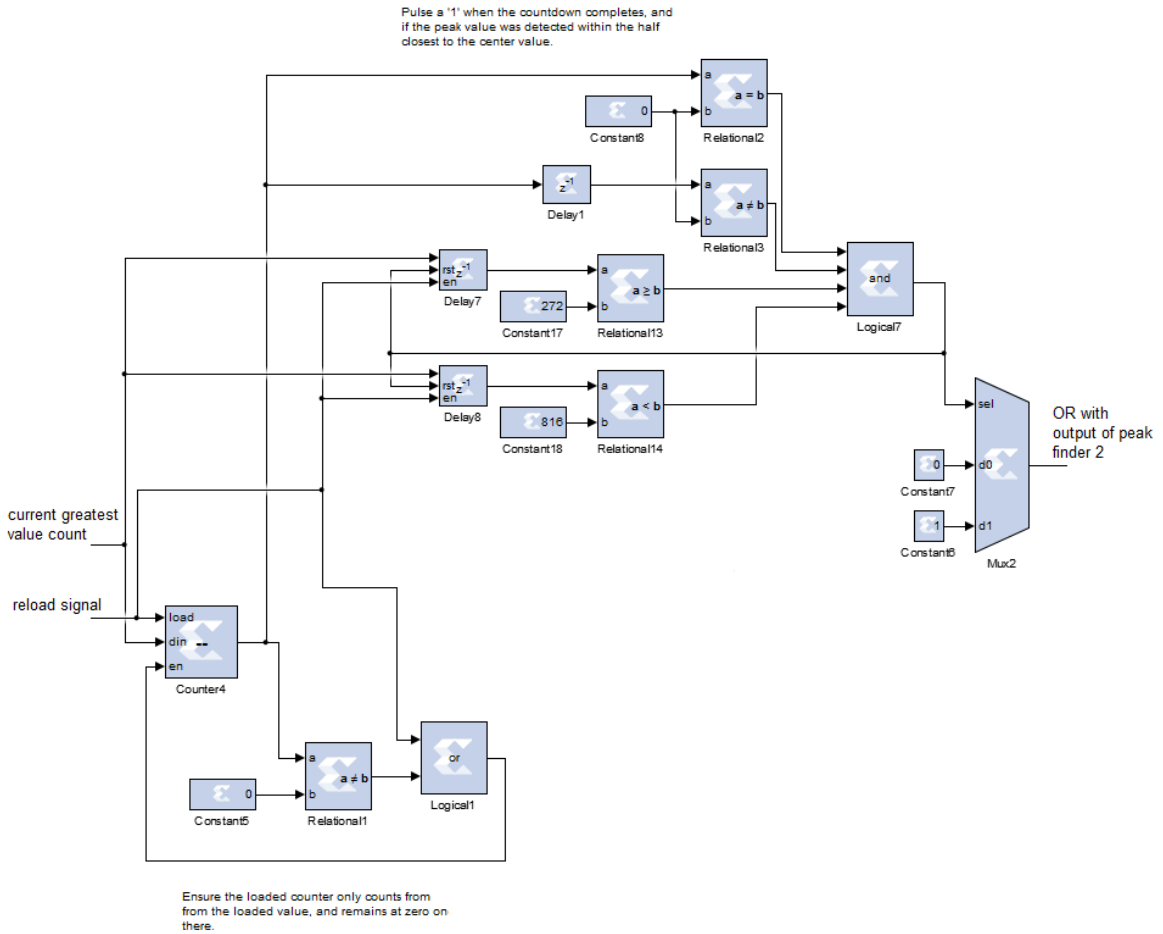 Pulse a '1' when the countdown completes, and
if the peak value was detected within the half
closest to the center value.
a
a = b
b
Relational2
0
Constant8
z-1
Delay1
a
a ≠ b
b
Relational3
rst
z-1
en
Delay7
272
Constant17
a
a ≥ b
b
Relational13
and
Logical7
rst
z-1
en
Delay8
816
Constant18
a
a < b
b
Relational14
sel
d0
d1
Mux2
0
Constant7
1
Constant6
OR with
output of peak
finder 2
current greatest
value count
reload signal
load
din
--
en
Counter4
0
Constant5
a
a ≠ b
b
Relational1
or
Logical1
Ensure the loaded counter only counts from
from the loaded value, and remains at zero on
there.